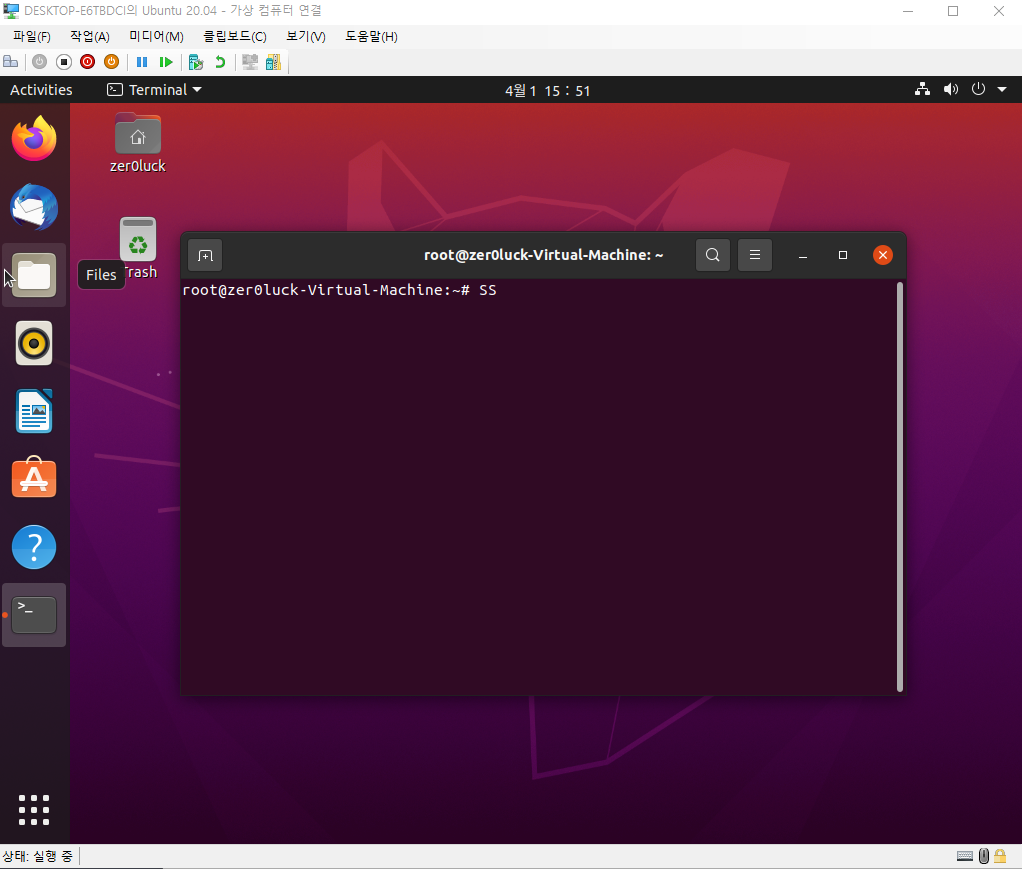 DESKTOP-E6TBDCI의 Ubuntu 20.04 - 가상 컴퓨터 연결
파일(F) 작업(A) 미디어(M) 클립보드(C) 보기(V) 도움말(H)
Activities Terminal 4월 1 15 : 51
zer0luck
Trash
Files
root@zer0luck-Virtual-Machine: ~
root@zer0luck-Virtual-Machine:~# SS
상태: 실행 중